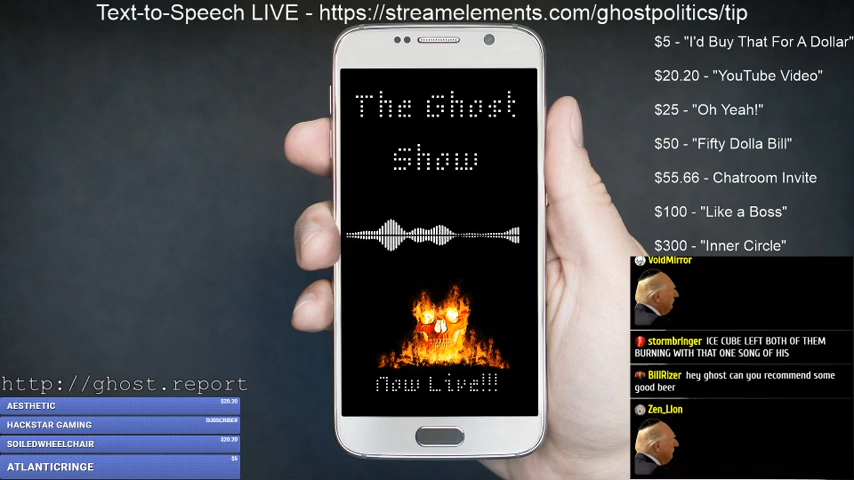 Text-to-Speech LIVE - https://streamelements.com/ghostpolitics/tip
$5 - "I'd Buy That For A Dollar"
$20.20 - "YouTube Video"
$25 - "Oh Yeah!"
$50 - "Fifty Dolla Bill"
$55.66 - Chatroom Invite
$100 - "Like a Boss"
$300 - "Inner Circle"
The Ghost
Show
Now Live!!!
VoidMirror
stormbringer ICE CUBE LEFT BOTH OF THEM
BURNING WITH THAT ONE SONG OF HIS
BillRizer hey ghost can you recommend some
good beer
Zen_Lion
http://ghost.report
AESTHETIC $20.20
HACKSTAR GAMING SUBSCRIBER
SOILEDWHEELCHAIR $20.20
ATLANTICRINGE $5